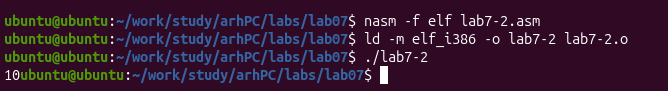 ubuntu@ubuntu:~/work/study/arhPC/labs/lab07$ nasm -f elf lab7-2.asm
ubuntu@ubuntu:~/work/study/arhPC/labs/lab07$ ld -m elf_i386 -o lab7-2 lab7-2.o
ubuntu@ubuntu:~/work/study/arhPC/labs/lab07$ ./lab7-2
10ubuntu@ubuntu:~/work/study/arhPC/labs/lab07$